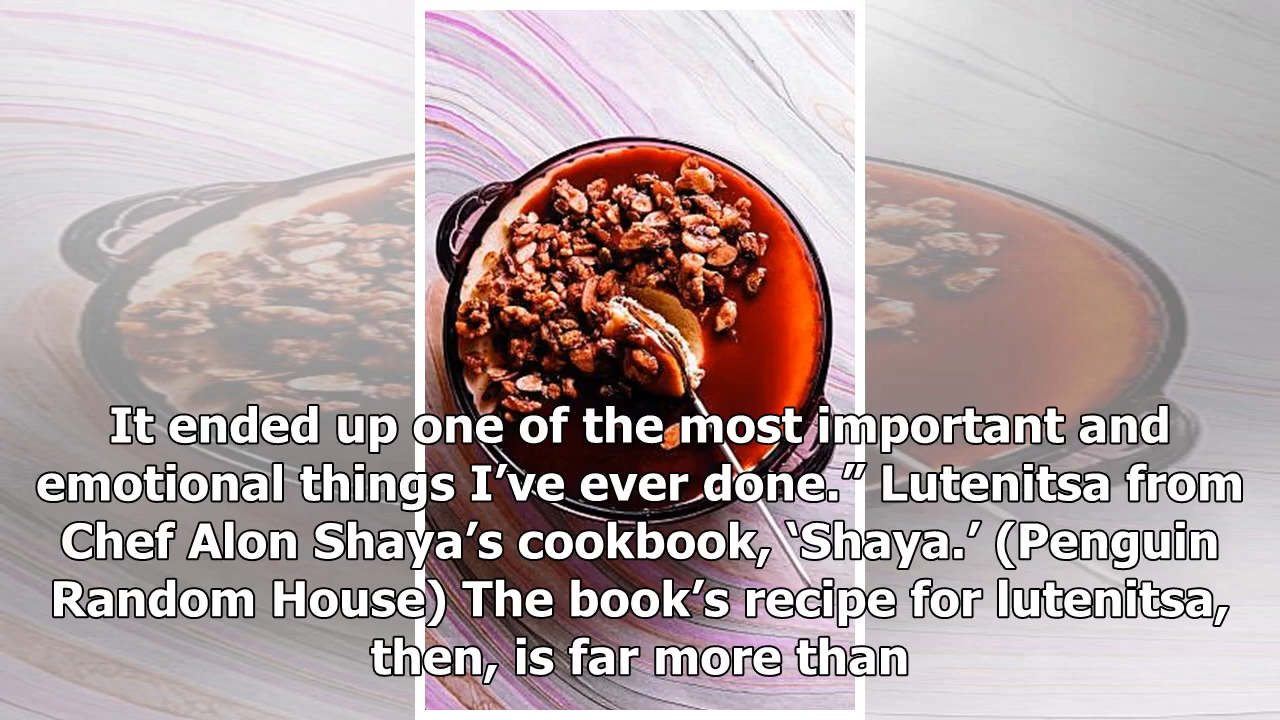 It ended up one of the most important and
emotional things I’ve ever done.” Lutenitsa from
Chef Alon Shaya’s cookbook, ‘Shaya.’ (Penguin
Random House) The book’s recipe for lutenitsa,
then, is far more than